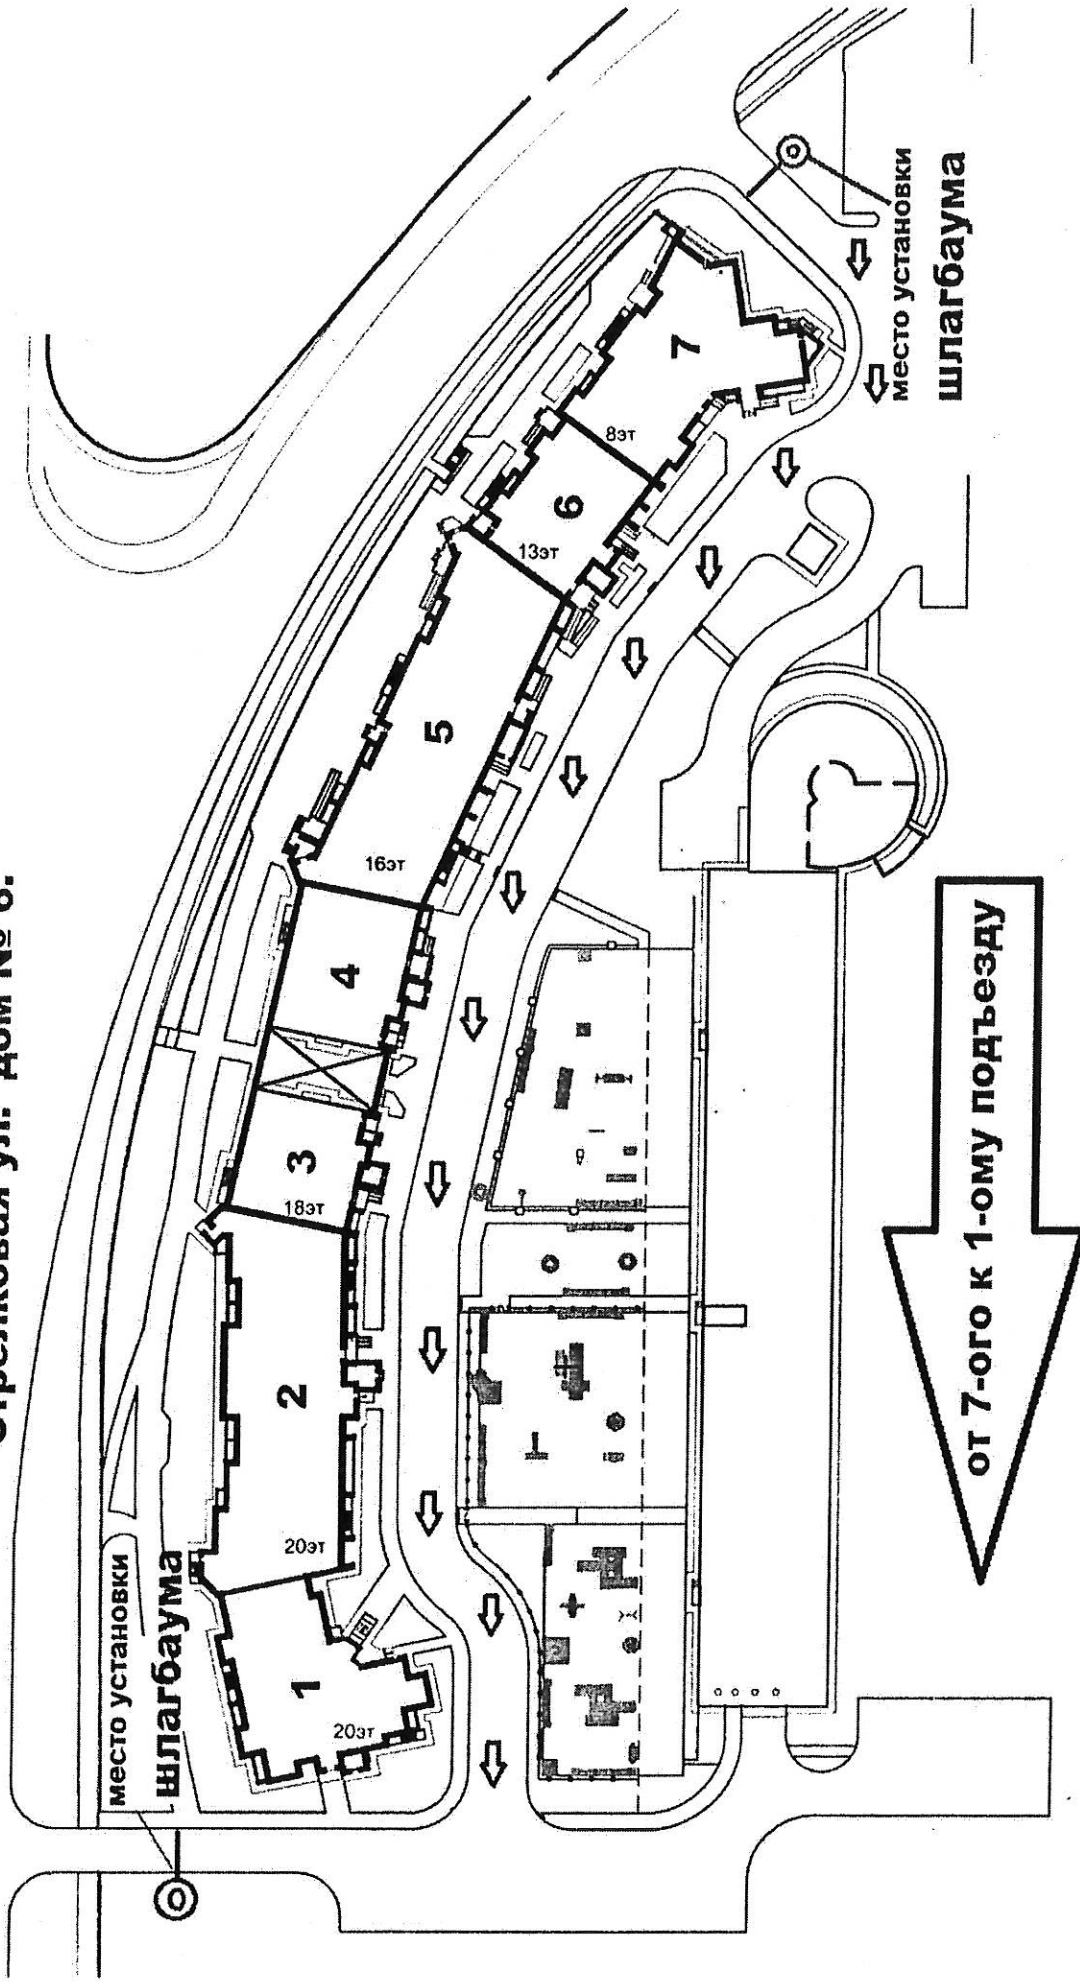 Стрелковая ул. дом № 6.
место установки
шлагбаума
1
20эт
2
20эт
3
18эт
4
16эт
5
13эт
6
8эт
7
место установки
шлагбаума
от 7-ого к 1-ому подъезду